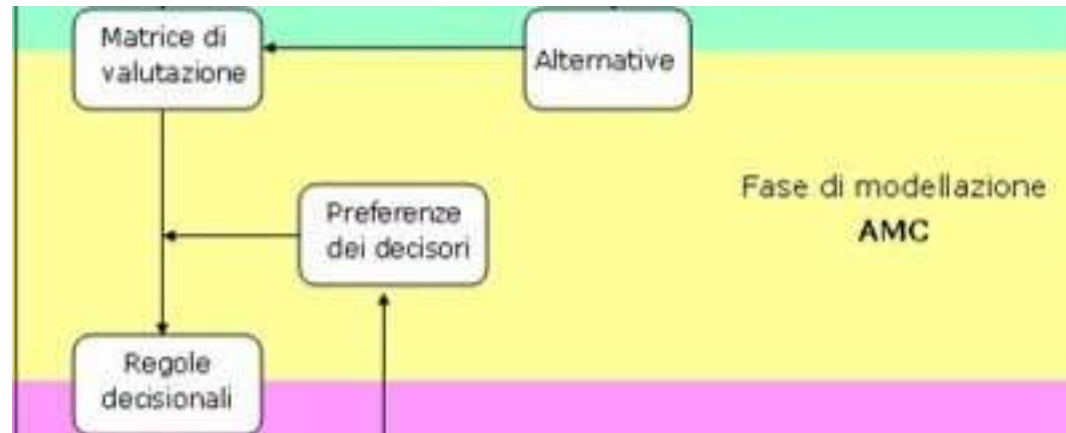 Matrice di
valutazione
Alternative
Fase di modellazione
AMC
Preferenze
dei decisori
Regole
decisionali